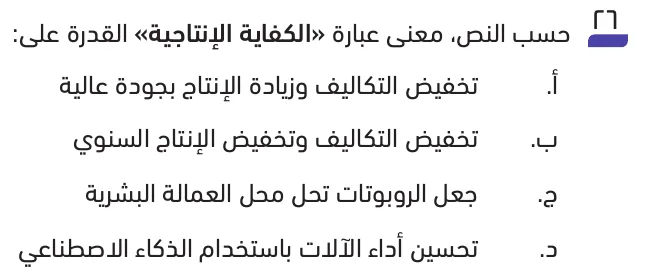 ٢٦ حسب النص، معنى عبارة «الكفاية الإنتاجية» القدرة على:
أ. تخفيض التكاليف وزيادة الإنتاج بجودة عالية
ب. تخفيض التكاليف وتخفيض الإنتاج السنوي
ج. جعل الروبوتات تحل محل العمالة البشرية
د. تحسين أداء الآلات باستخدام الذكاء الاصطناعي